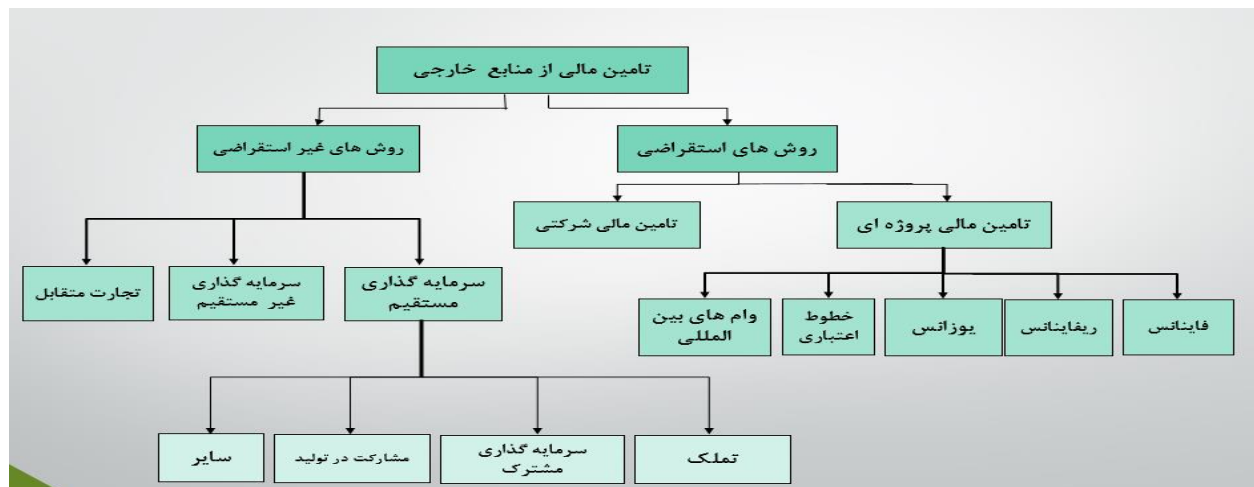 تامین مالی از منابع خارجی
روش های استقراضی
روش های غیر استقراضی
تامین مالی پروژه ای
تامین مالی شرکتی
سرمایه گذاری
مستقیم
سرمایه گذاری
غیر مستقیم
تجارت متقابل
فاینانس
ریفاینانس
یوزانس
خطوط
اعتباری
وام های بین
المللی
تملک
سرمایه گذاری
مشترک
مشارکت در تولید
سایر